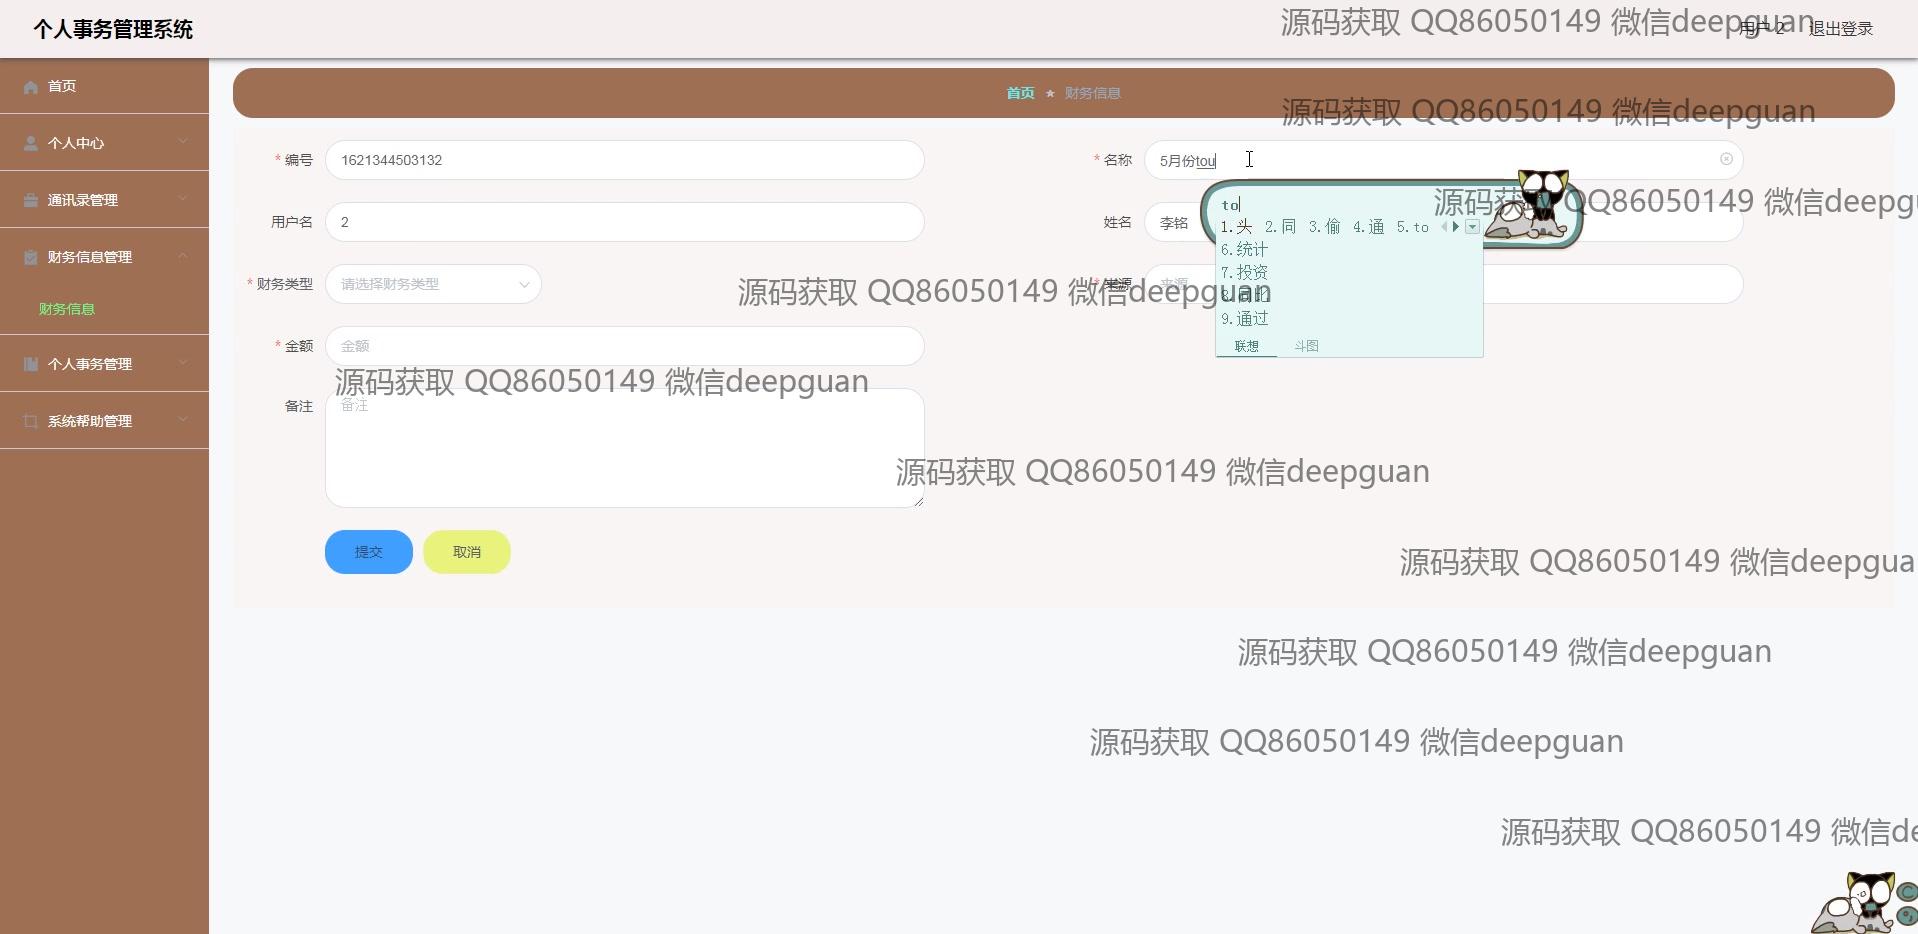 个人事务管理系统
源码获取 QQ86050149 微信deepguan
用户 2
退出登录
首页
个人中心
通讯录管理
财务信息管理
财务信息
个人事务管理
系统帮助管理
首页 ★ 财务信息
源码获取 QQ86050149 微信deepguan
* 编号
1621344503132
* 名称
5月份tou
源码获取 QQ86050149 微信deepgu
用户名
2
姓名
李铭
to
1.头 2.同 3.偷 4.通 5.to
6.统计
7.投资
8.同比
9.通过
联想 斗图
* 财务类型
请选择财务类型
* 来源
来源
源码获取 QQ86050149 微信deepguan
* 金额
金额
源码获取 QQ86050149 微信deepguan
备注
备注
源码获取 QQ86050149 微信deepguan
提交
取消
源码获取 QQ86050149 微信deepgua
源码获取 QQ86050149 微信deepguan
源码获取 QQ86050149 微信deepguan
源码获取 QQ86050149 微信de